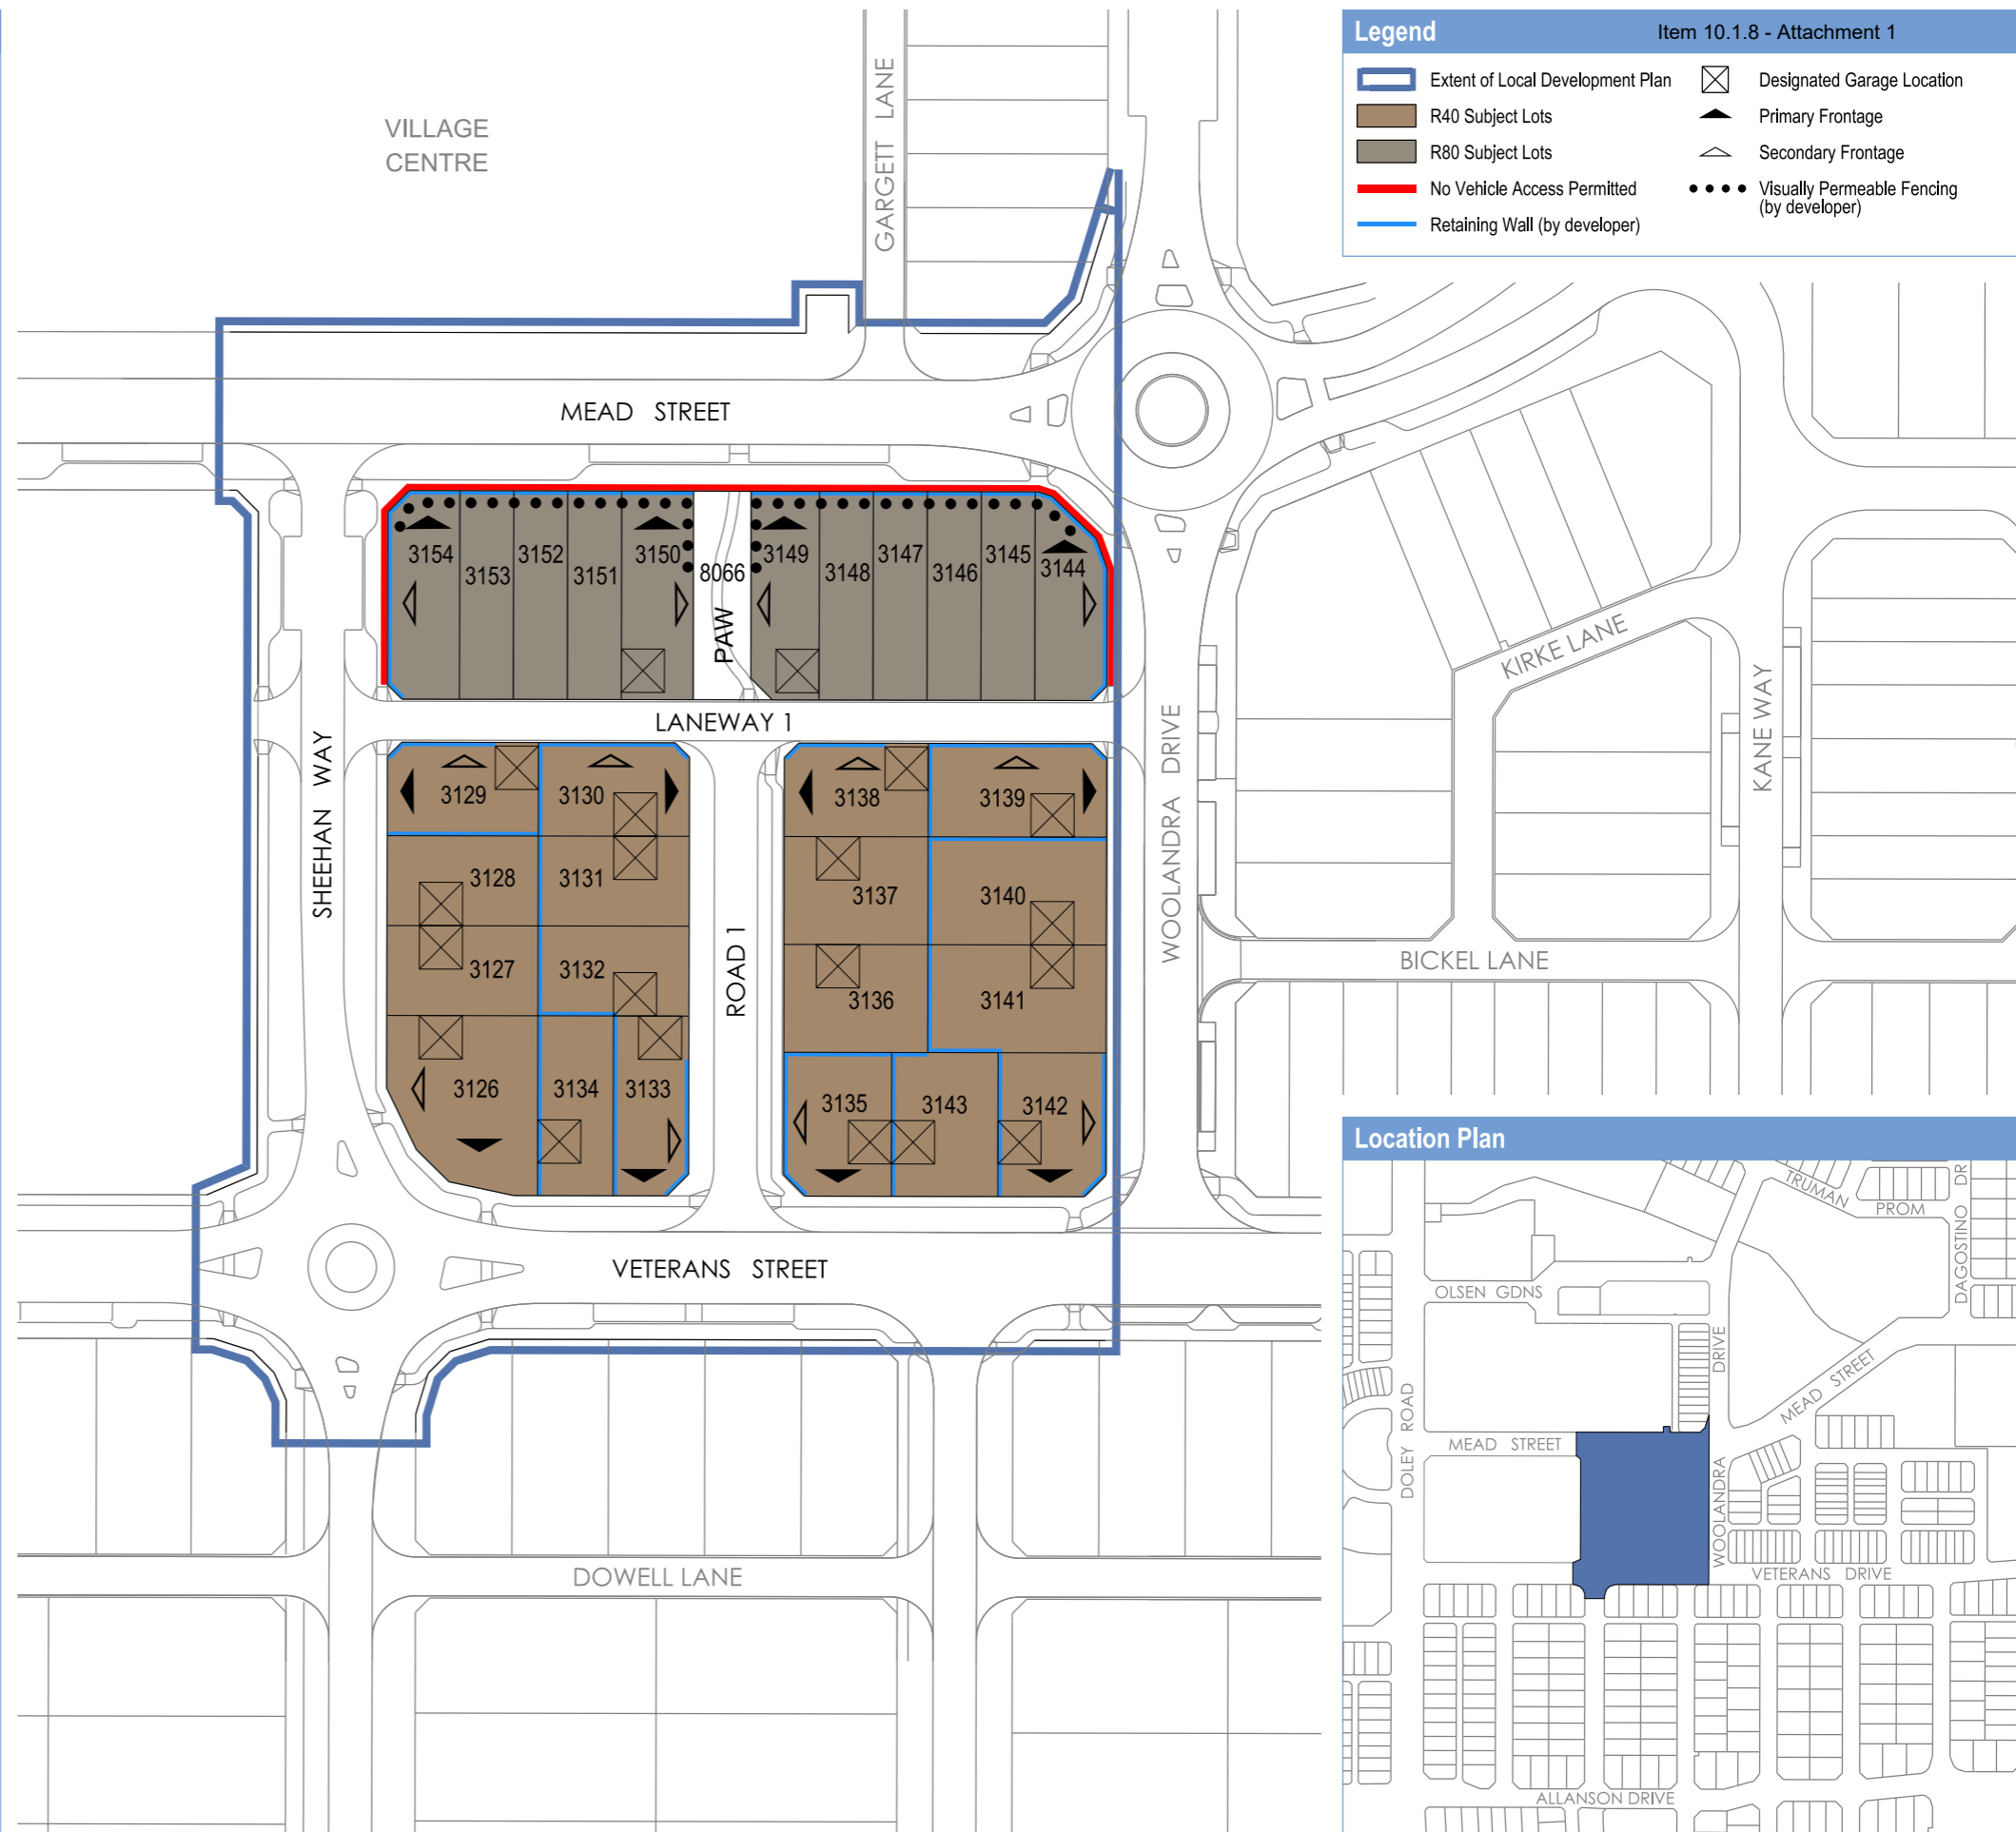 Legend
Item 10.1.8 - Attachment 1
Extent of Local Development Plan
R40 Subject Lots
R80 Subject Lots
No Vehicle Access Permitted
Retaining Wall (by developer)
Designated Garage Location
Primary Frontage
Secondary Frontage
Visually Permeable Fencing
(by developer)
VILLAGE
CENTRE
GARGETT LANE
MEAD STREET
3154
3153
3152
3151
3150
8066
PAW
3149
3148
3147
3146
3145
3144
LANEWAY 1
SHEEHAN WAY
3129
3130
3138
3139
3128
3131
3137
3140
3127
3132
3136
3141
3126
3134
3133
3135
3143
3142
ROAD 1
WOOLANDRA DRIVE
KIRKE LANE
KANE WAY
BICKEL LANE
VETERANS STREET
DOWELL LANE
Location Plan
TRUMAN
PROM
DAGOSTINO DR
OLSEN GDNS
DRIVE
MEAD STREET
DOLEY ROAD
MEAD STREET
WOOLANDRA
VETERANS DRIVE
ALLANSON DRIVE